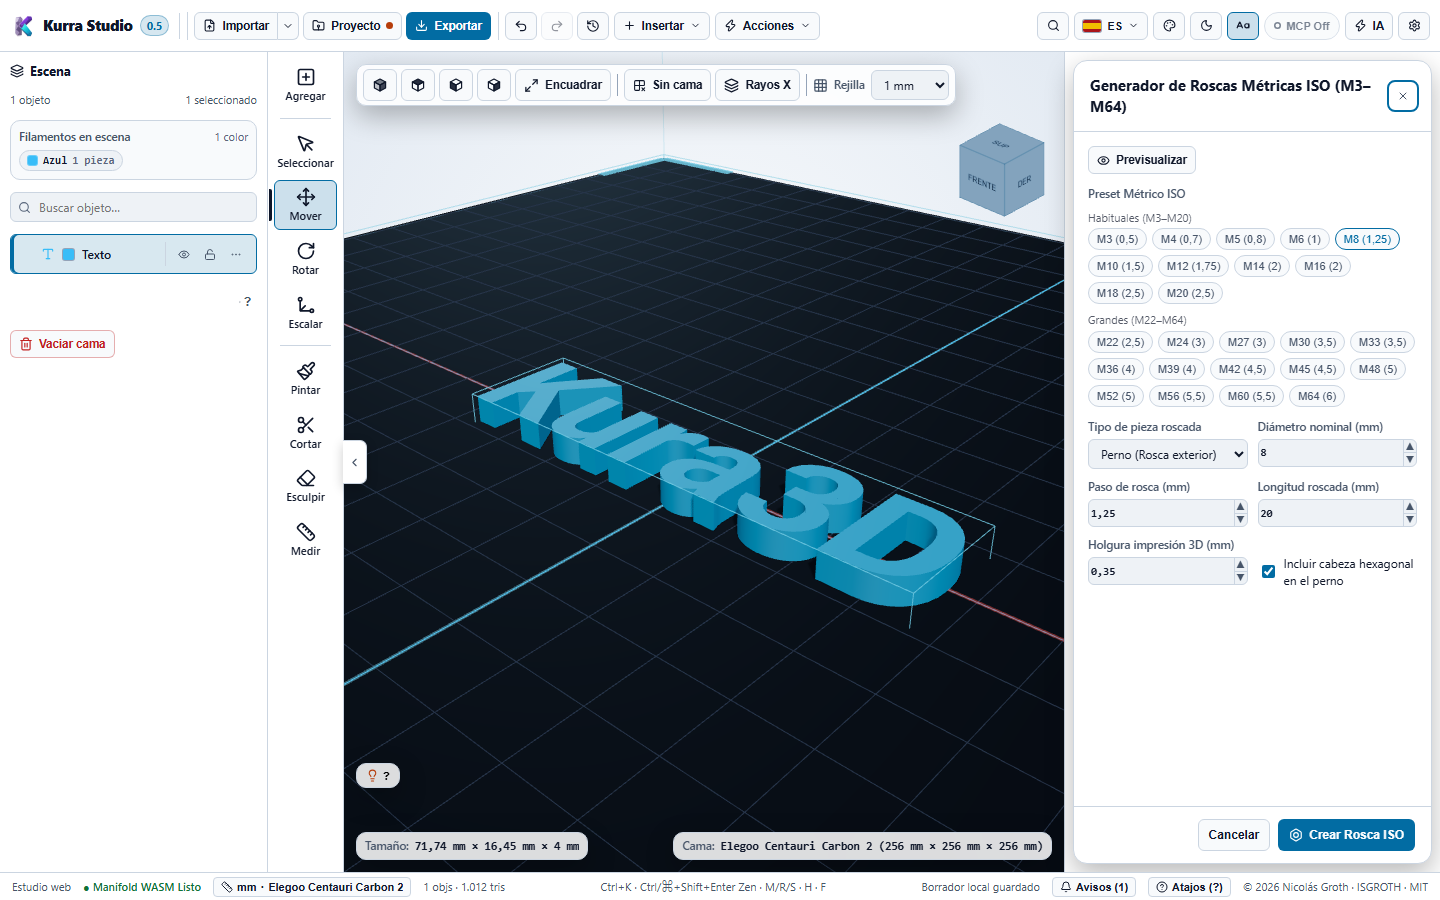 Kurra Studio 0.5
Importar
Proyecto
Exportar
Insertar
Acciones
ES
Aa
MCP Off
IA
Escena
1 objeto
1 seleccionado
Filamentos en escena
1 color
Azul 1 pieza
Buscar objeto...
Texto
?
Vaciar cama
Agregar
Seleccionar
Mover
Rotar
Escalar
Pintar
Cortar
Esculpir
Medir
Encuadrar
Sin cama
Rayos X
Rejilla
1 mm
SUP
FRENTE
DER
Kurra3D
?
Tamaño: 71,74 mm × 16,45 mm × 4 mm
Cama: Elegoo Centauri Carbon 2 (256 mm × 256 mm × 256 mm)
Generador de Roscas Métricas ISO (M3–
M64)
Previsualizar
Preset Métrico ISO
Habituales (M3–M20)
M3 (0,5) M4 (0,7) M5 (0,8) M6 (1) M8 (1,25)
M10 (1,5) M12 (1,75) M14 (2) M16 (2)
M18 (2,5) M20 (2,5)
Grandes (M22–M64)
M22 (2,5) M24 (3) M27 (3) M30 (3,5) M33 (3,5)
M36 (4) M39 (4) M42 (4,5) M45 (4,5) M48 (5)
M52 (5) M56 (5,5) M60 (5,5) M64 (6)
Tipo de pieza roscada
Diámetro nominal (mm)
Perno (Rosca exterior)
8
Paso de rosca (mm)
Longitud roscada (mm)
1,25
20
Holgura impresión 3D (mm)
0,35
Incluir cabeza hexagonal
en el perno
Cancelar
Crear Rosca ISO
Estudio web
Manifold WASM Listo
mm · Elegoo Centauri Carbon 2
1 objs · 1.012 tris
Ctrl+K · Ctrl/⌘+Shift+Enter Zen · M/R/S · H · F
Borrador local guardado
Avisos (1)
Atajos (?)
© 2026 Nicolás Groth · ISGROTH · MIT